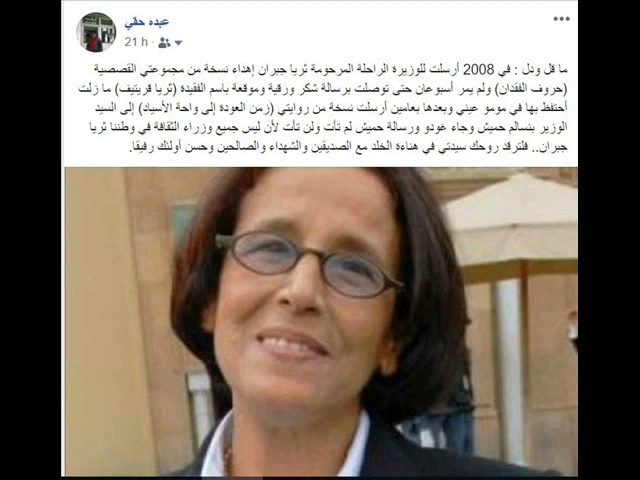 عبده حقي
21 h
ما قل ودل : في 2008 أرسلت للوزيرة الراحلة المرحومة ثريا جبران إهداء نسخة من مجموعتي القصصية
(حروف الفقدان) ولم يمر أسبوعان حتى توصلت برسالة شكر ورقية وموقعة باسم الفقيدة (ثريا قريتيف) ما زلت
أحتفظ بها في مومو عيني وبعدها بعامين أرسلت نسخة من روايتي (زمن العودة إلى واحة الأسياد) إلى السيد
الوزير بنسالم حميش وجاء غودو ورسالة حميش لم تأت ولن تأت لأن ليس جميع وزراء الثقافة في وطننا ثريا
جبران.. فلترقد روحك سيدتي في هناءة الخلد مع الصديقين والشهداء والصالحين وحسن أولئك رفيقا.